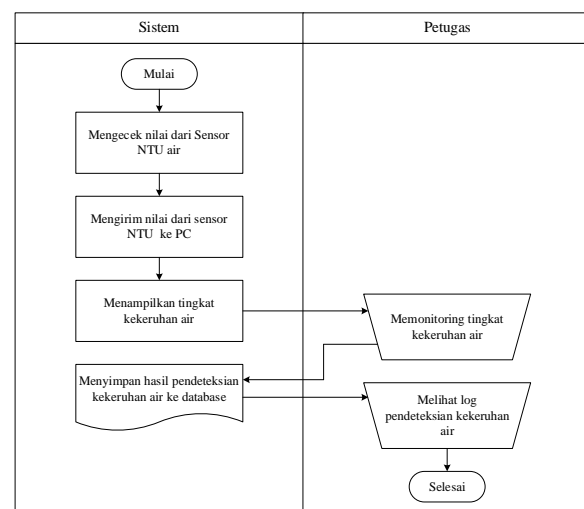 Sistem
Petugas
Mulai
Mengecek nilai dari Sensor
NTU air
Mengirim nilai dari sensor
NTU ke PC
Menampilkan tingkat
kekeruhan air
Memonitoring tingkat
kekeruhan air
Menyimpan hasil pendeteksian
kekeruhan air ke database
Melihat log
pendeteksian kekeruhan
air
Selesai